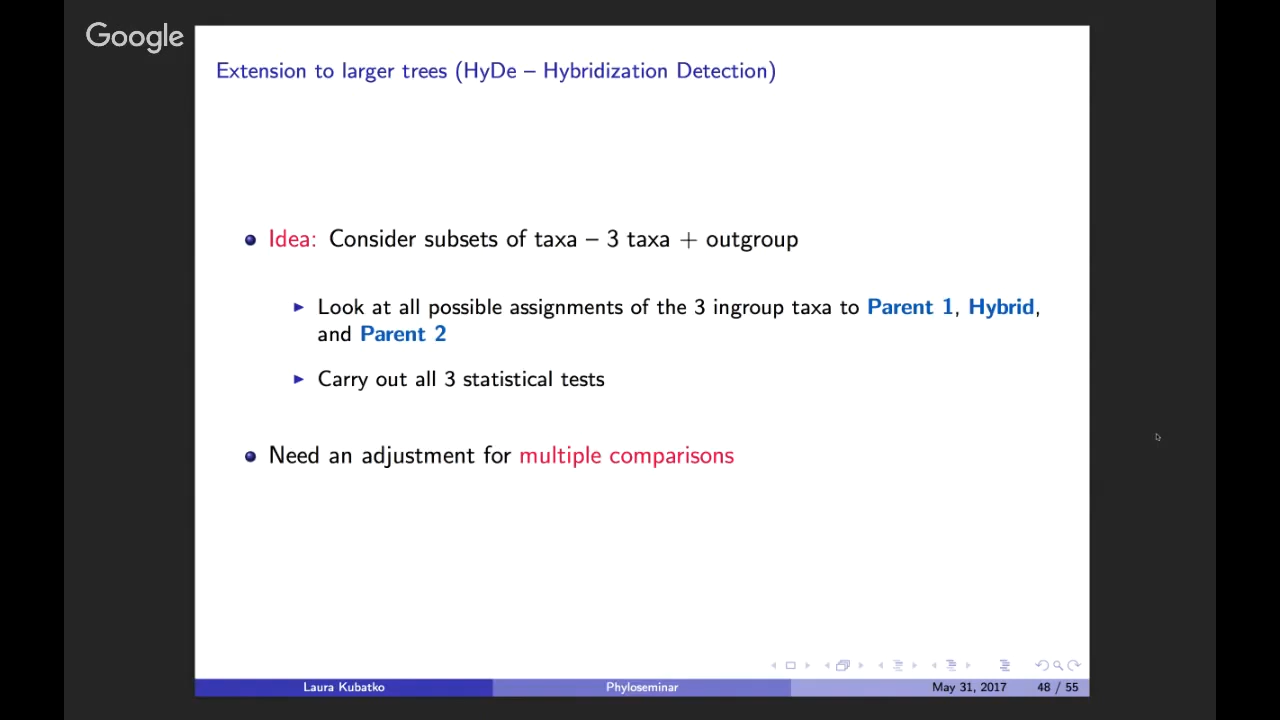 Google
Extension to larger trees (HyDe – Hybridization Detection)
Idea: Consider subsets of taxa – 3 taxa + outgroup
Look at all possible assignments of the 3 ingroup taxa to Parent 1, Hybrid,
and Parent 2
Carry out all 3 statistical tests
Need an adjustment for multiple comparisons
Laura Kubatko Phyloseminar May 31, 2017 48 / 55